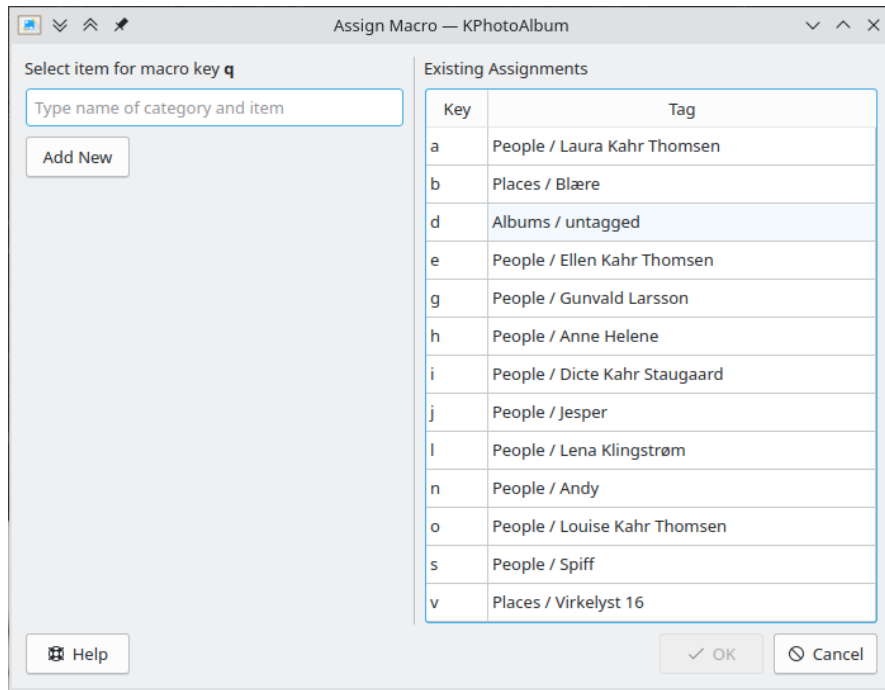 Assign Macro — KPhotoAlbum
Select item for macro key q
Type name of category and item
Add New
Existing Assignments
Key Tag
a People / Laura Kahr Thomsen
b Places / Blære
d Albums / untagged
e People / Ellen Kahr Thomsen
g People / Gunvald Larsson
h People / Anne Helene
i People / Dicte Kahr Staugaard
j People / Jesper
l People / Lena Klingstrøm
n People / Andy
o People / Louise Kahr Thomsen
s People / Spiff
v Places / Virkelyst 16
Help
OK
Cancel